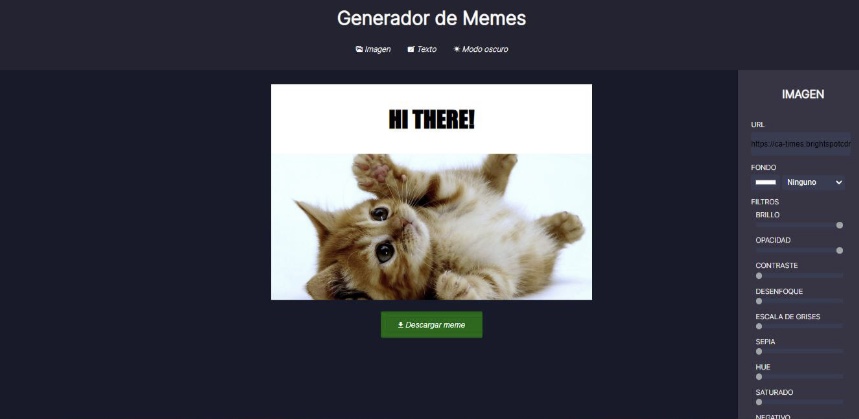 Generador de Memes
Imagen Texto Modo oscuro
HI THERE!
Descargar meme
IMAGEN
URL
https://ca-times.brightspotcdn
FONDO
Ninguno
FILTROS
BRILLO
OPACIDAD
CONTRASTE
DESENFOQUE
ESCALA DE GRISES
SEPIA
HUE
SATURADO
NEGATIVO